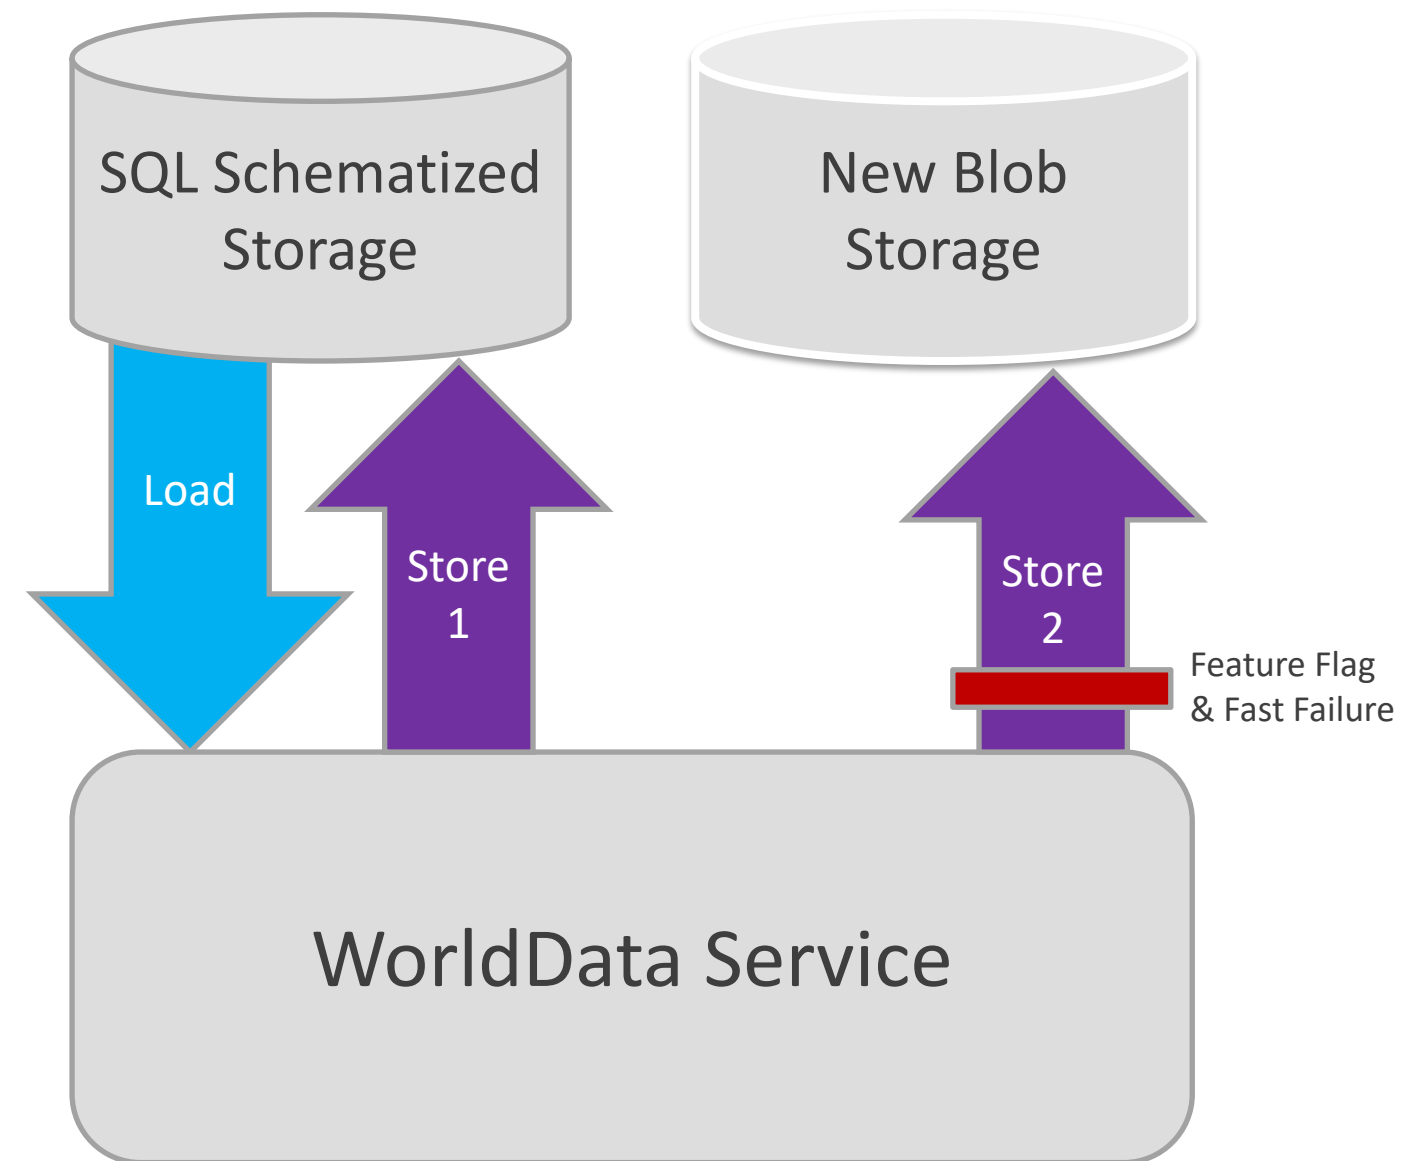 SQL Schematized
Storage
New Blob
Storage
Load
Store
1
Store
2
Feature Flag
& Fast Failure
WorldData Service